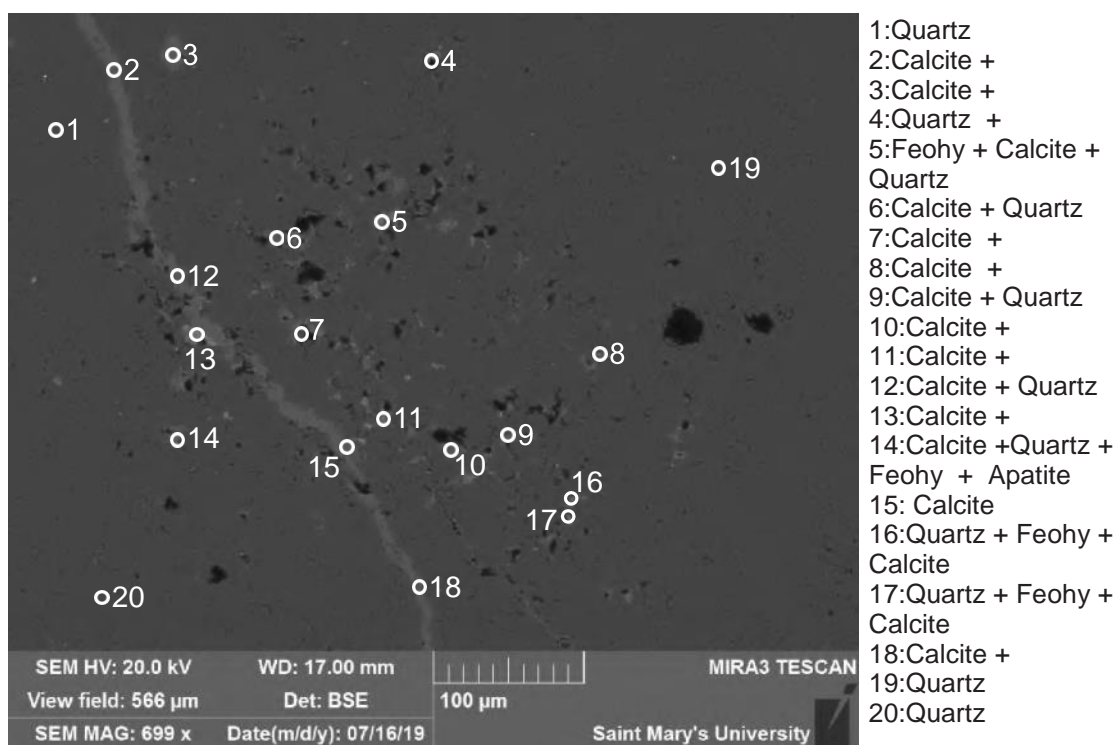 1
2
3
4
19
5
6
12
7
13
8
11
14
9
15
10
16
17
18
20
SEM HV: 20.0 kV WD: 17.00 mm MIRA3 TESCAN
View field: 566 µm Det: BSE 100 µm
SEM MAG: 699 x Date(m/d/y): 07/16/19 Saint Mary's University
1:Quartz
2:Calcite +
3:Calcite +
4:Quartz +
5:Feohy + Calcite +
Quartz
6:Calcite + Quartz
7:Calcite +
8:Calcite +
9:Calcite + Quartz
10:Calcite +
11:Calcite +
12:Calcite + Quartz
13:Calcite +
14:Calcite +Quartz +
Feohy + Apatite
15: Calcite
16:Quartz + Feohy +
Calcite
17:Quartz + Feohy +
Calcite
18:Calcite +
19:Quartz
20:Quartz